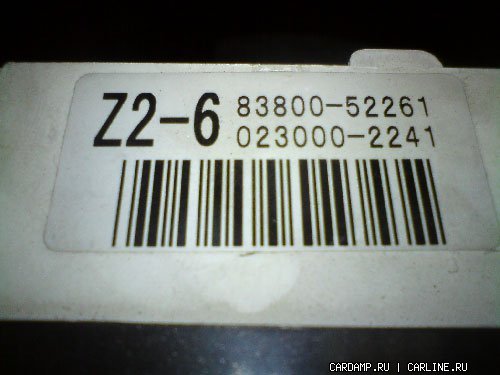 Z2-6 83800-52261
023000-2241
CARDAMP.RU | CARLINE.RU